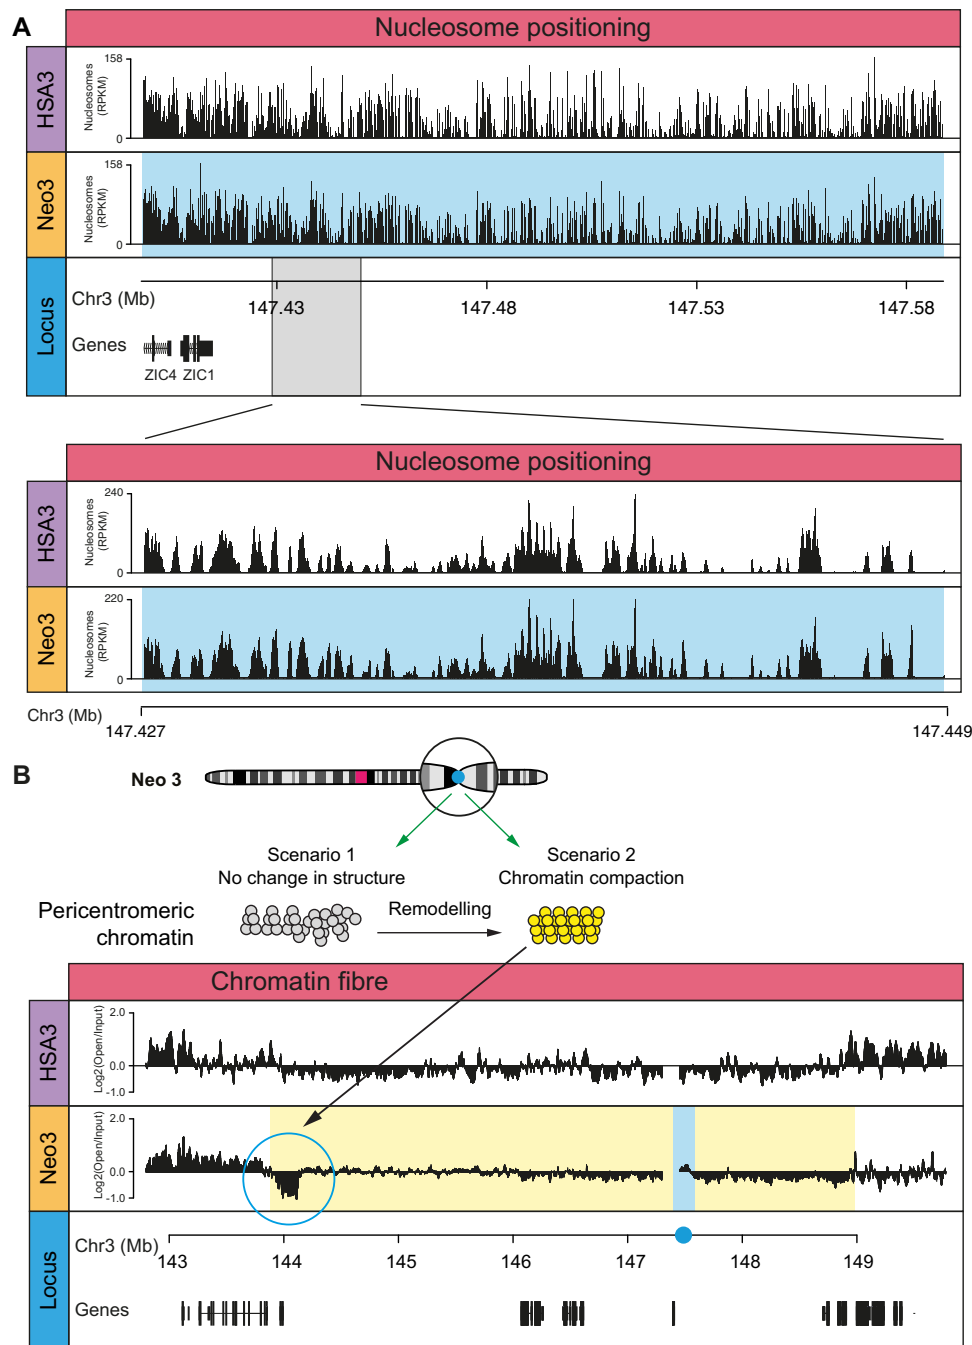 A
Nucleosome positioning
HSA3
Nucleosomes
(RPKM)
158
0
Neo3
Nucleosomes
(RPKM)
158
0
Locus
Chr3 (Mb)
147.43
147.48
147.53
147.58
Genes
ZIC4 ZIC1
Nucleosome positioning
HSA3
Nucleosomes
(RPKM)
240
0
Neo3
Nucleosomes
(RPKM)
220
0
Chr3 (Mb)
147.427
147.449
B
Neo 3
Scenario 1
No change in structure
Scenario 2
Chromatin compaction
Pericentromeric
chromatin
Remodelling
Chromatin fibre
HSA3
Log2(Open/Input)
2.0
0.0
-1.0
Neo3
Log2(Open/Input)
2.0
0.0
-1.0
Locus
Chr3 (Mb)
143
144
145
146
147
148
149
Genes